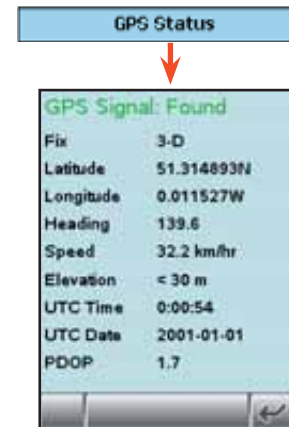 GPS Status
GPS Signal: Found
Fix 3-D
Latitude 51.314893N
Longitude 0.011527W
Heading 139.6
Speed 32.2 km/hr
Elevation < 30 m
UTC Time 0:00:54
UTC Date 2001-01-01
PDOP 1.7